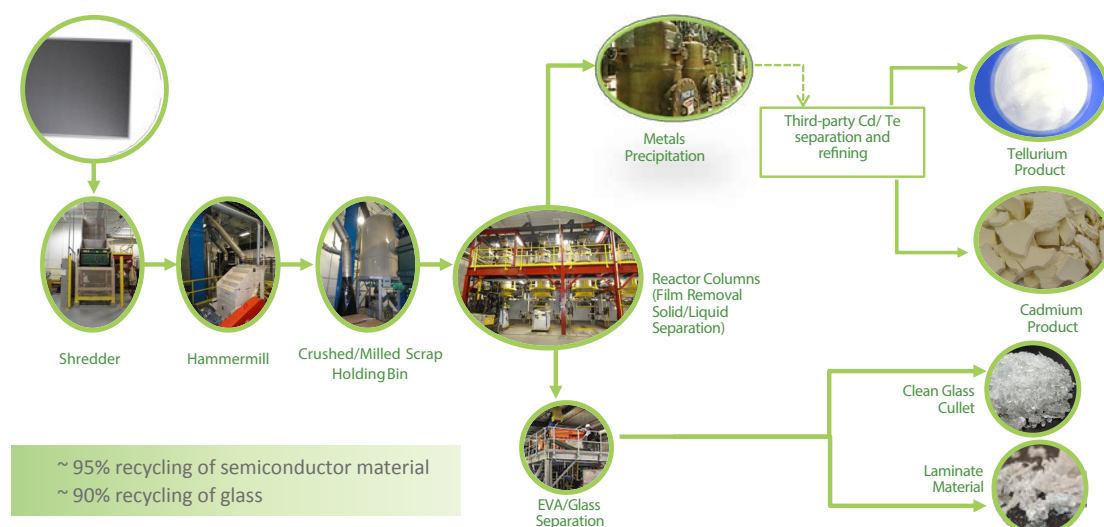 Metals
Precipitation
Third-party Cd/ Te
separation and
refining
Tellurium
Product
Shredder
Hammermill
Crushed/Milled Scrap
Holding Bin
Reactor Columns
(Film Removal
Solid/Liquid
Separation)
Cadmium
Product
Clean Glass
Cullet
EVA/Glass
Separation
Laminate
Material
~ 95% recycling of semiconductor material
~ 90% recycling of glass